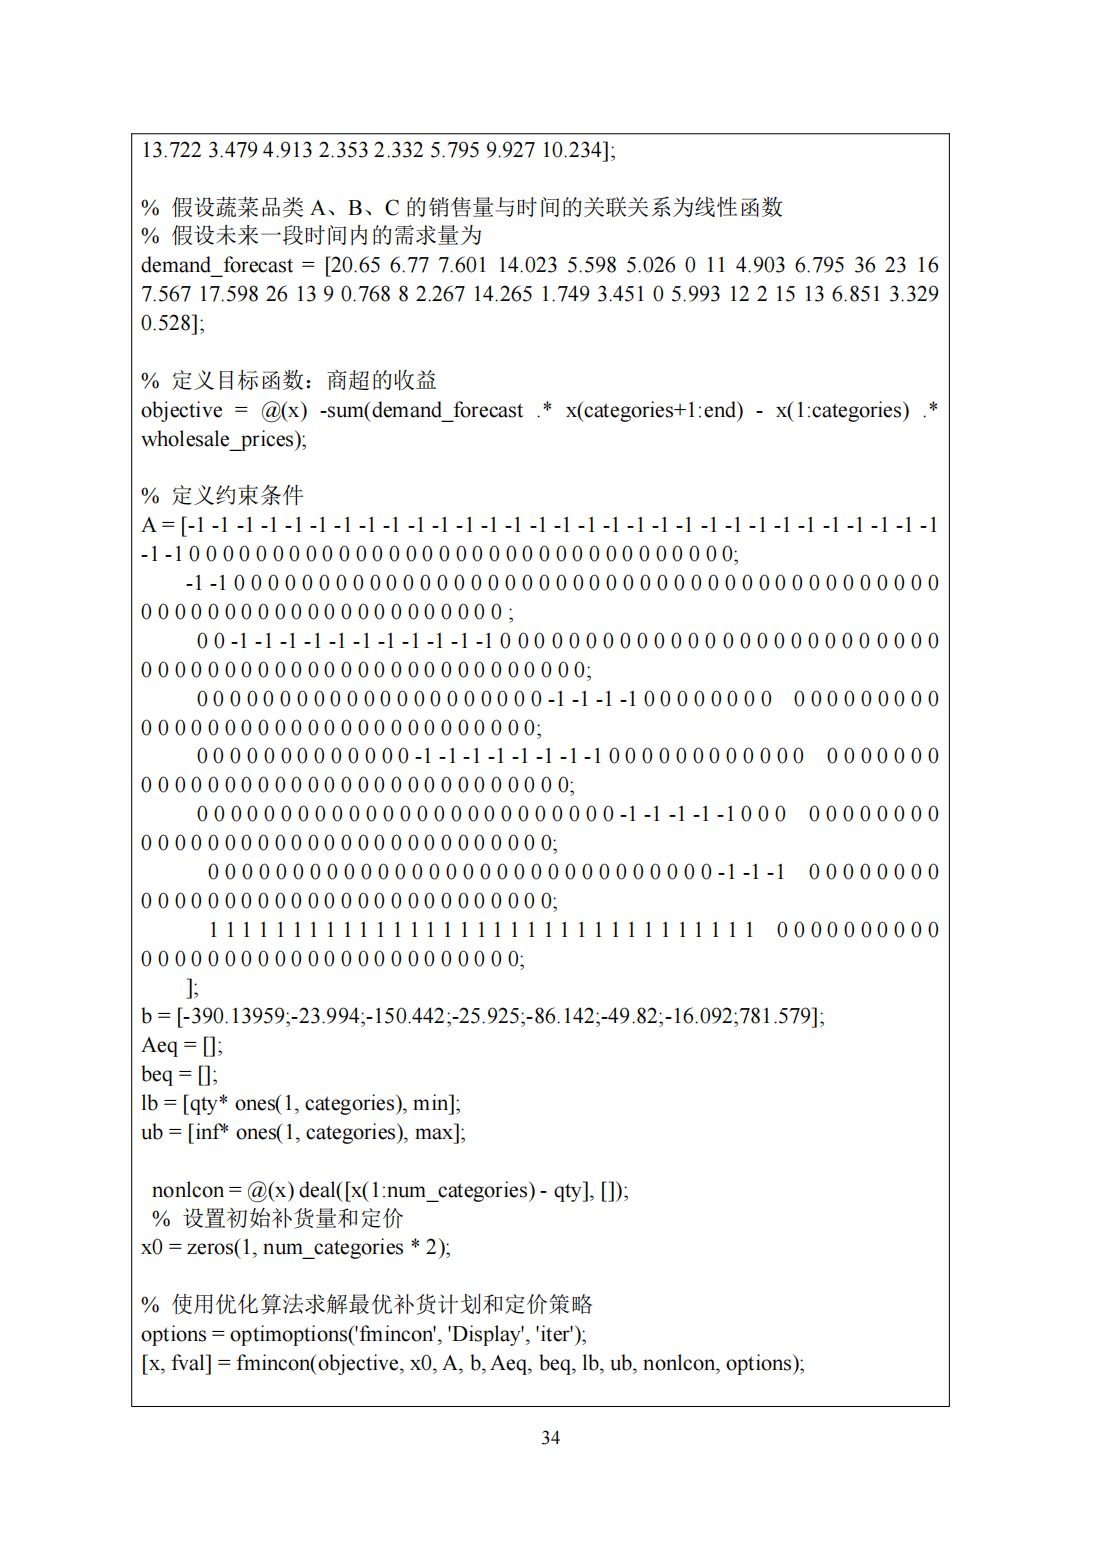 13.722 3.479 4.913 2.353 2.332 5.795 9.927 10.234];
% 假设蔬菜品类 A、B、C 的销售量与时间的关联关系为线性函数
% 假设未来一段时间内的需求量为
demand_forecast = [20.65 6.77 7.601 14.023 5.598 5.026 0 11 4.903 6.795 36 23 16
7.567 17.598 26 13 9 0.768 8 2.267 14.265 1.749 3.451 0 5.993 12 2 15 13 6.851 3.329
0.528];
% 定义目标函数：商超的收益
objective = @(x) -sum(demand_forecast .* x(categories+1:end) - x(1:categories) .*
wholesale_prices);
% 定义约束条件
A = [-1 -1 -1 -1 -1 -1 -1 -1 -1 -1 -1 -1 -1 -1 -1 -1 -1 -1 -1 -1 -1 -1 -1 -1 -1 -1 -1 -1 -1 -1 -1
-1 -1 0 0 0 0 0 0 0 0 0 0 0 0 0 0 0 0 0 0 0 0 0 0 0 0 0 0 0 0 0 0 0 0 0;
-1 -1 0 0 0 0 0 0 0 0 0 0 0 0 0 0 0 0 0 0 0 0 0 0 0 0 0 0 0 0 0 0 0 0 0 0 0 0 0 0 0 0 0 0
0 0 0 0 0 0 0 0 0 0 0 0 0 0 0 0 0 0 0 0 0 0 ;
0 0 -1 -1 -1 -1 -1 -1 -1 -1 -1 -1 -1 0 0 0 0 0 0 0 0 0 0 0 0 0 0 0 0 0 0 0 0 0 0 0 0 0 0
0 0 0 0 0 0 0 0 0 0 0 0 0 0 0 0 0 0 0 0 0 0 0 0 0 0 0;
0 0 0 0 0 0 0 0 0 0 0 0 0 0 0 0 0 0 0 0 0 -1 -1 -1 -1 0 0 0 0 0 0 0 0 0 0 0 0 0 0 0 0 0
0 0 0 0 0 0 0 0 0 0 0 0 0 0 0 0 0 0 0 0 0 0 0 0;
0 0 0 0 0 0 0 0 0 0 0 0 0 -1 -1 -1 -1 -1 -1 -1 -1 0 0 0 0 0 0 0 0 0 0 0 0 0 0 0 0 0 0 0
0 0 0 0 0 0 0 0 0 0 0 0 0 0 0 0 0 0 0 0 0 0 0 0 0 0;
0 0 0 0 0 0 0 0 0 0 0 0 0 0 0 0 0 0 0 0 0 0 0 0 0 -1 -1 -1 -1 -1 0 0 0 0 0 0 0 0 0 0 0
0 0 0 0 0 0 0 0 0 0 0 0 0 0 0 0 0 0 0 0 0 0 0 0 0;
0 0 0 0 0 0 0 0 0 0 0 0 0 0 0 0 0 0 0 0 0 0 0 0 0 0 0 0 0 0 -1 -1 -1 0 0 0 0 0 0 0 0
0 0 0 0 0 0 0 0 0 0 0 0 0 0 0 0 0 0 0 0 0 0 0 0 0;
1 1 1 1 1 1 1 1 1 1 1 1 1 1 1 1 1 1 1 1 1 1 1 1 1 1 1 1 1 1 1 1 1 0 0 0 0 0 0 0 0 0 0
0 0 0 0 0 0 0 0 0 0 0 0 0 0 0 0 0 0 0 0 0 0 0;
];
b = [-390.13959;-23.994;-150.442;-25.925;-86.142;-49.82;-16.092;781.579];
Aeq = [];
beq = [];
lb = [qty* ones(1, categories), min];
ub = [inf* ones(1, categories), max];
nonlcon = @(x) deal([x(1:num_categories) - qty], []);
% 设置初始补货量和定价
x0 = zeros(1, num_categories * 2);
% 使用优化算法求解最优补货计划和定价策略
options = optimoptions('fmincon', 'Display', 'iter');
[x, fval] = fmincon(objective, x0, A, b, Aeq, beq, lb, ub, nonlcon, options);
34